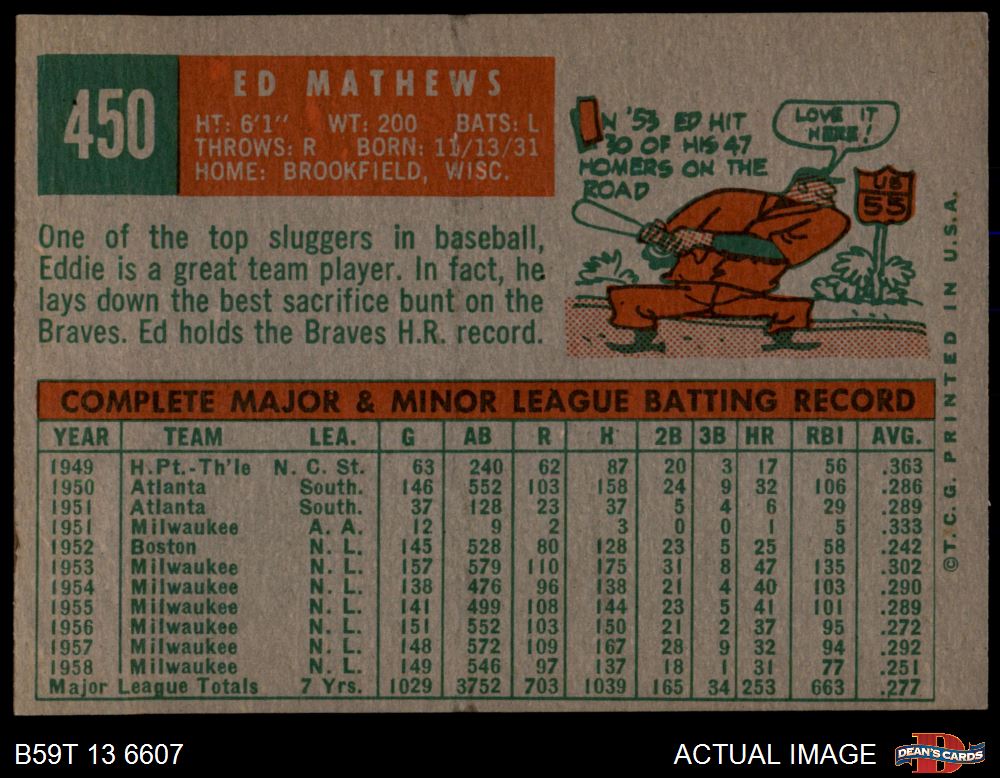 450
ED MATHEWS
HT: 6'1" WT: 200 BATS: L
THROWS: R BORN: 11/13/31
HOME: BROOKFIELD, WISC.
IN '53 ED HIT
30 OF HIS 47
HOMERS ON THE
ROAD
LOVE IT
HERE!
US
55
One of the top sluggers in baseball,
Eddie is a great team player. In fact, he
lays down the best sacrifice bunt on the
Braves. Ed holds the Braves H.R. record.
COMPLETE MAJOR & MINOR LEAGUE BATTING RECORD
YEAR TEAM LEA. G AB R H 2B 3B HR RBI AVG.
1949 H.Pt.-Th'le N. C. St. 63 240 62 87 20 3 17 56 .363
1950 Atlanta South. 146 552 103 158 24 9 32 106 .286
1951 Atlanta South. 37 128 23 37 5 4 6 29 .289
1951 Milwaukee A. A. 12 9 2 3 0 0 1 5 .333
1952 Boston N. L. 145 528 80 128 23 5 25 58 .242
1953 Milwaukee N. L. 157 579 110 175 31 8 47 135 .302
1954 Milwaukee N. L. 138 476 96 138 21 4 40 103 .290
1955 Milwaukee N. L. 141 499 108 144 23 5 41 101 .289
1956 Milwaukee N. L. 151 552 103 150 21 2 37 95 .272
1957 Milwaukee N. L. 148 572 109 167 28 9 32 94 .292
1958 Milwaukee N. L. 149 546 97 137 18 1 31 77 .251
Major League Totals 7 Yrs. 1029 3752 703 1039 165 34 253 663 .277
©T.C.G. PRINTED IN U.S.A.
B59T 13 6607
ACTUAL IMAGE
D
DEAN'S CARDS